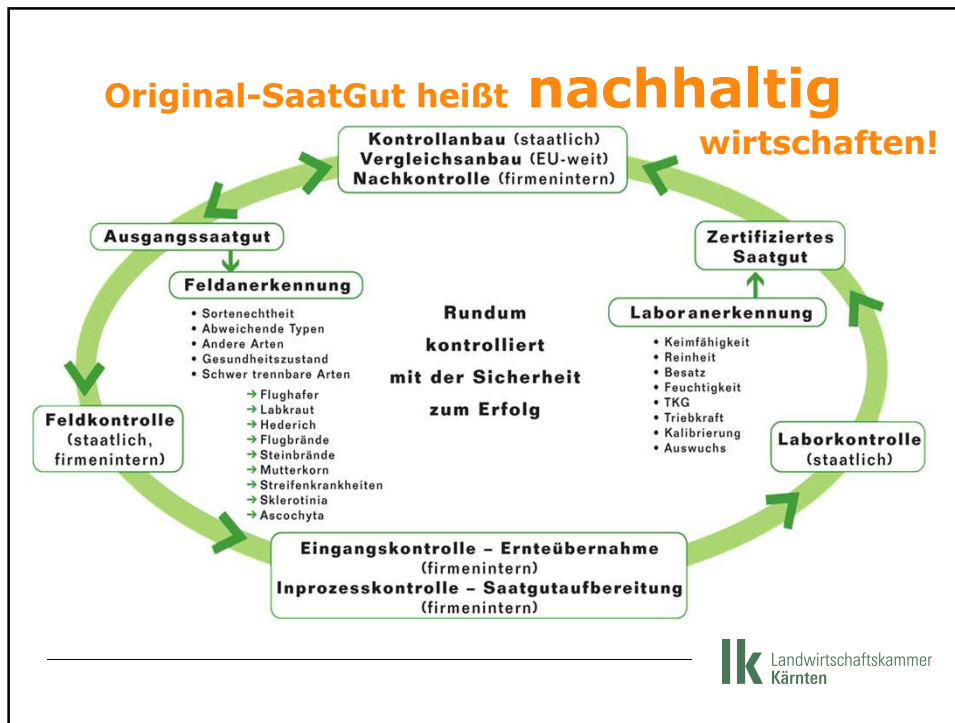 Original-SaatGut heißt nachhaltig
wirtschaften!
Kontrollanbau (staatlich)
Vergleichsanbau (EU-weit)
Nachkontrolle (firmenintern)
Ausgangssaatgut
Feldanerkennung
• Sortenechtheit
• Abweichende Typen
• Andere Arten
• Gesundheitszustand
• Schwer trennbare Arten
→ Flughafer
→ Labkraut
→ Hederich
→ Flugbrände
→ Steinbrände
→ Mutterkorn
→ Streifenkrankheiten
→ Sklerotinia
→ Ascochyta
Feldkontrolle
(staatlich,
firmenintern)
Rundum
kontrolliert
mit der Sicherheit
zum Erfolg
Zertifiziertes
Saatgut
Laboranerkennung
• Keimfähigkeit
• Reinheit
• Besatz
• Feuchtigkeit
• TKG
• Triebkraft
• Kalibrierung
• Auswuchs
Laborkontrolle
(staatlich)
Eingangskontrolle – Ernteübernahme
(firmenintern)
Inprozesskontrolle – Saatgutaufbereitung
(firmenintern)
lk Landwirtschaftskammer
Kärnten